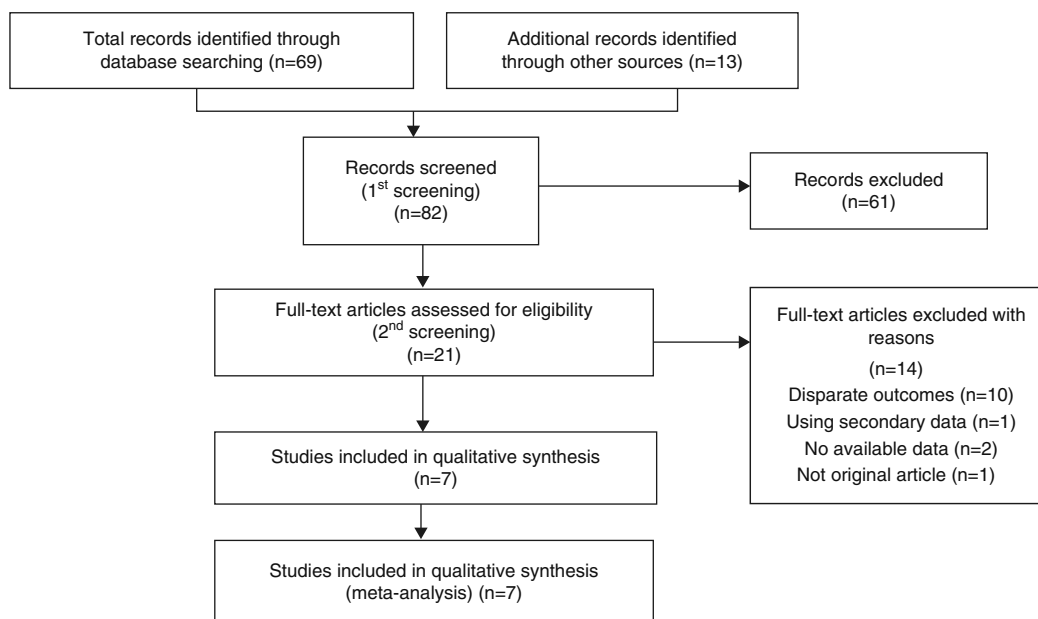 Total records identified through
database searching (n=69)
Additional records identified
through other sources (n=13)
Records screened
(1st screening)
(n=82)
Records excluded
(n=61)
Full-text articles assessed for eligibility
(2nd screening)
(n=21)
Full-text articles excluded with
reasons
(n=14)
Disparate outcomes (n=10)
Using secondary data (n=1)
No available data (n=2)
Not original article (n=1)
Studies included in qualitative synthesis
(n=7)
Studies included in qualitative synthesis
(meta-analysis) (n=7)